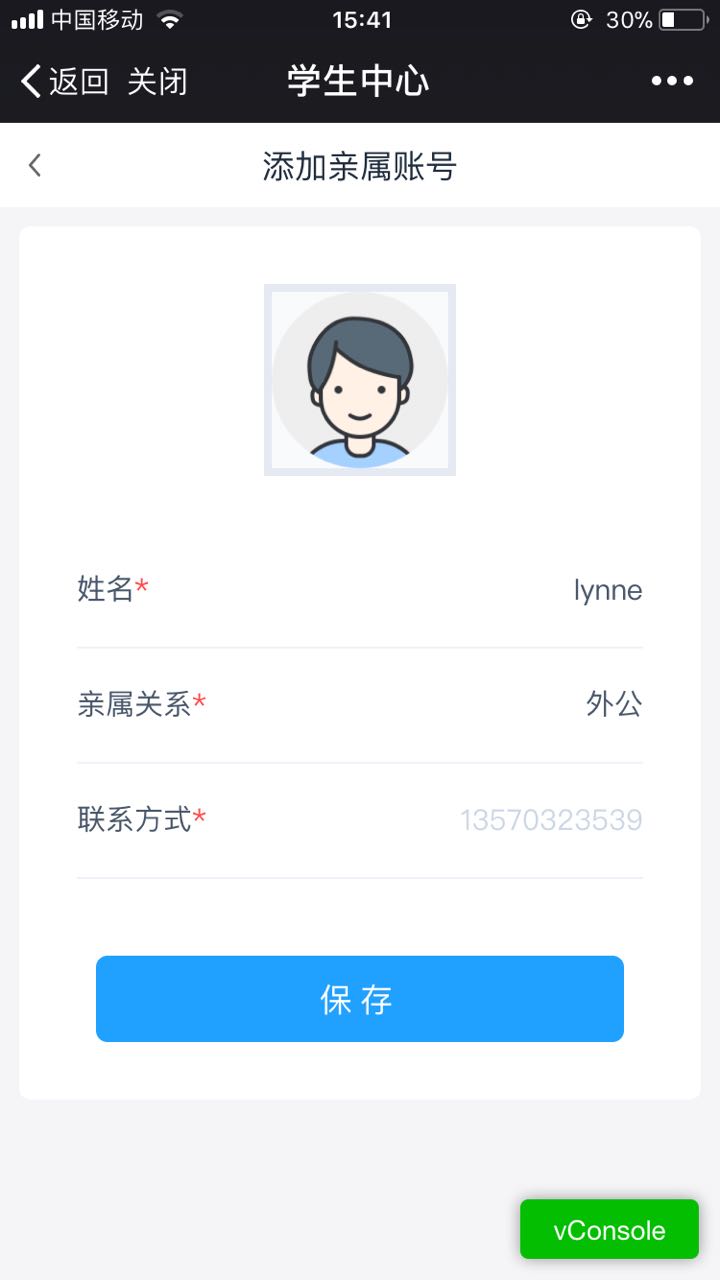 中国移动 15:41 30%
返回 关闭 学生中心
添加亲属账号
姓名* lynne
亲属关系* 外公
联系方式* 13570323539
保存
vConsole